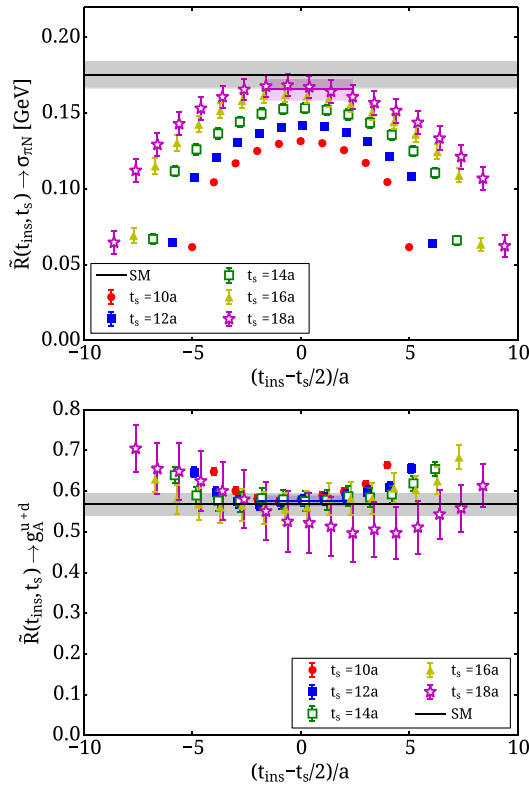 0.20
0.15
0.10
0.05
0.00
R̃(t_ins, t_s) → σ_πN [GeV]
SM
t_s = 10a
t_s = 12a
t_s = 14a
t_s = 16a
t_s = 18a
−10 −5 0 5 10
(t_ins−t_s/2)/a
0.8
0.7
0.6
0.5
0.4
0.3
0.2
0.1
0.0
R̃(t_ins, t_s) → g_A^u+d
t_s = 10a
t_s = 12a
t_s = 14a
t_s = 16a
t_s = 18a
SM
−10 −5 0 5 10
(t_ins−t_s/2)/a